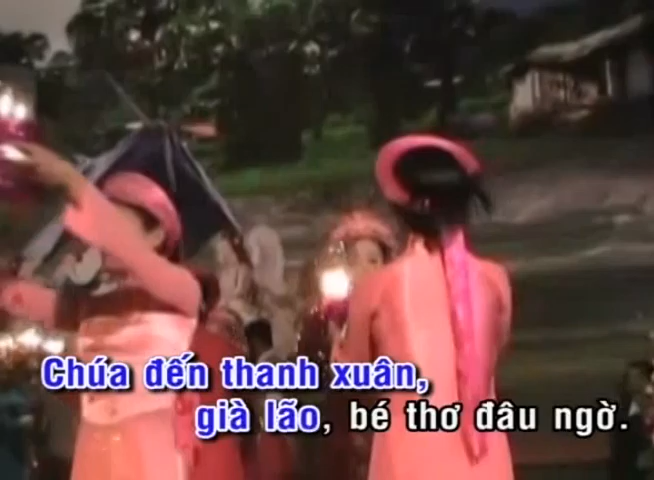 Chúa đến thanh xuân,
già lão, bé thơ đâu ngờ.